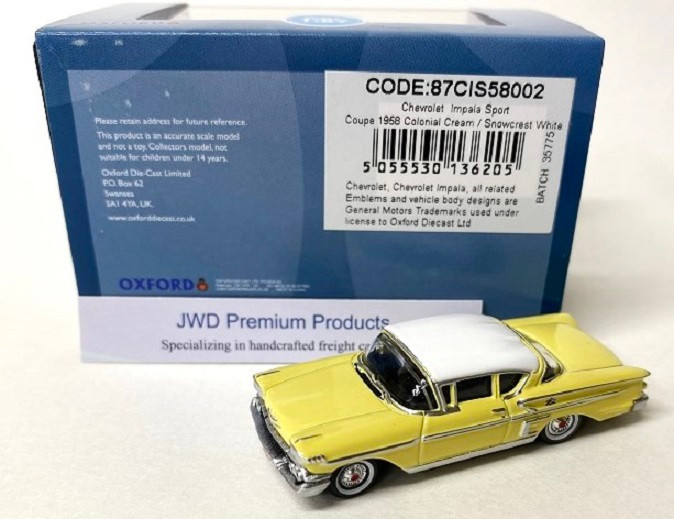 CODE:87CIS58002
Chevrolet Impala Sport
Coupe 1958 Colonial Cream / Snowcrest White
5 055530 136205
BATCH 35775
Chevrolet, Chevrolet Impala, all related
Emblems and vehicle body designs are
General Motors Trademarks used under
license to Oxford Diecast Ltd
Please retain address for future reference.
This product is an accurate scale model
and not a toy. Collectors model, not
suitable for children under 14 years.
Oxford Die-Cast Limited
P.O. Box 62
Swansea
SA1 4YA, UK.
www.oxforddiecast.co.uk
OXFORD
JWD Premium Products
Specializing in handcrafted freight